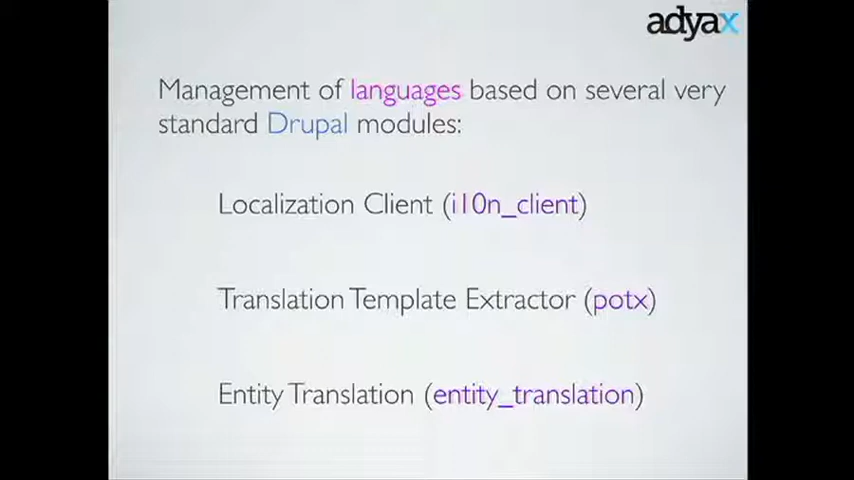 adyax
Management of languages based on several very
standard Drupal modules:
Localization Client (i10n_client)
Translation Template Extractor (potx)
Entity Translation (entity_translation)